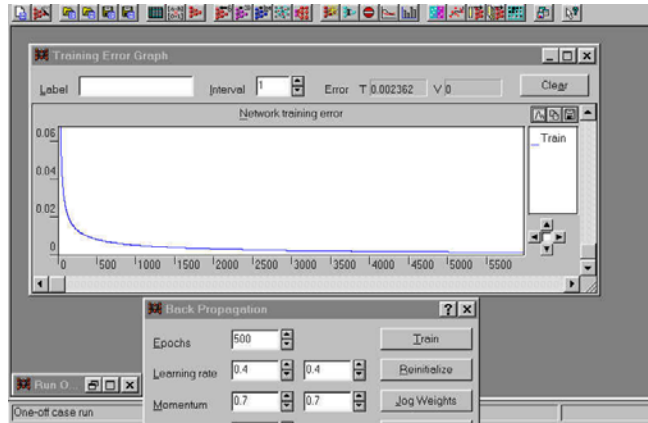 Training Error Graph
Label Interval 1 Error T 0.002362 V 0 Clear
Network training error
0.06
0.04
0.02
0
0 500 1000 1500 2000 2500 3000 3500 4000 4500 5000 5500
Train
Back Propagation
Epochs 500 Train
Learning rate 0.4 0.4 Reinitialize
Momentum 0.7 0.7 Jog Weights
Run O...
One-off case run